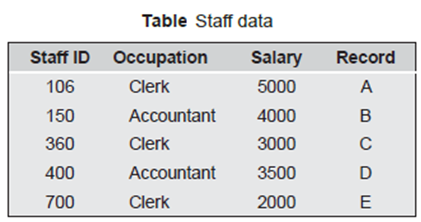 Table Staff data
Staff ID Occupation Salary Record
106 Clerk 5000 A
150 Accountant 4000 B
360 Clerk 3000 C
400 Accountant 3500 D
700 Clerk 2000 E